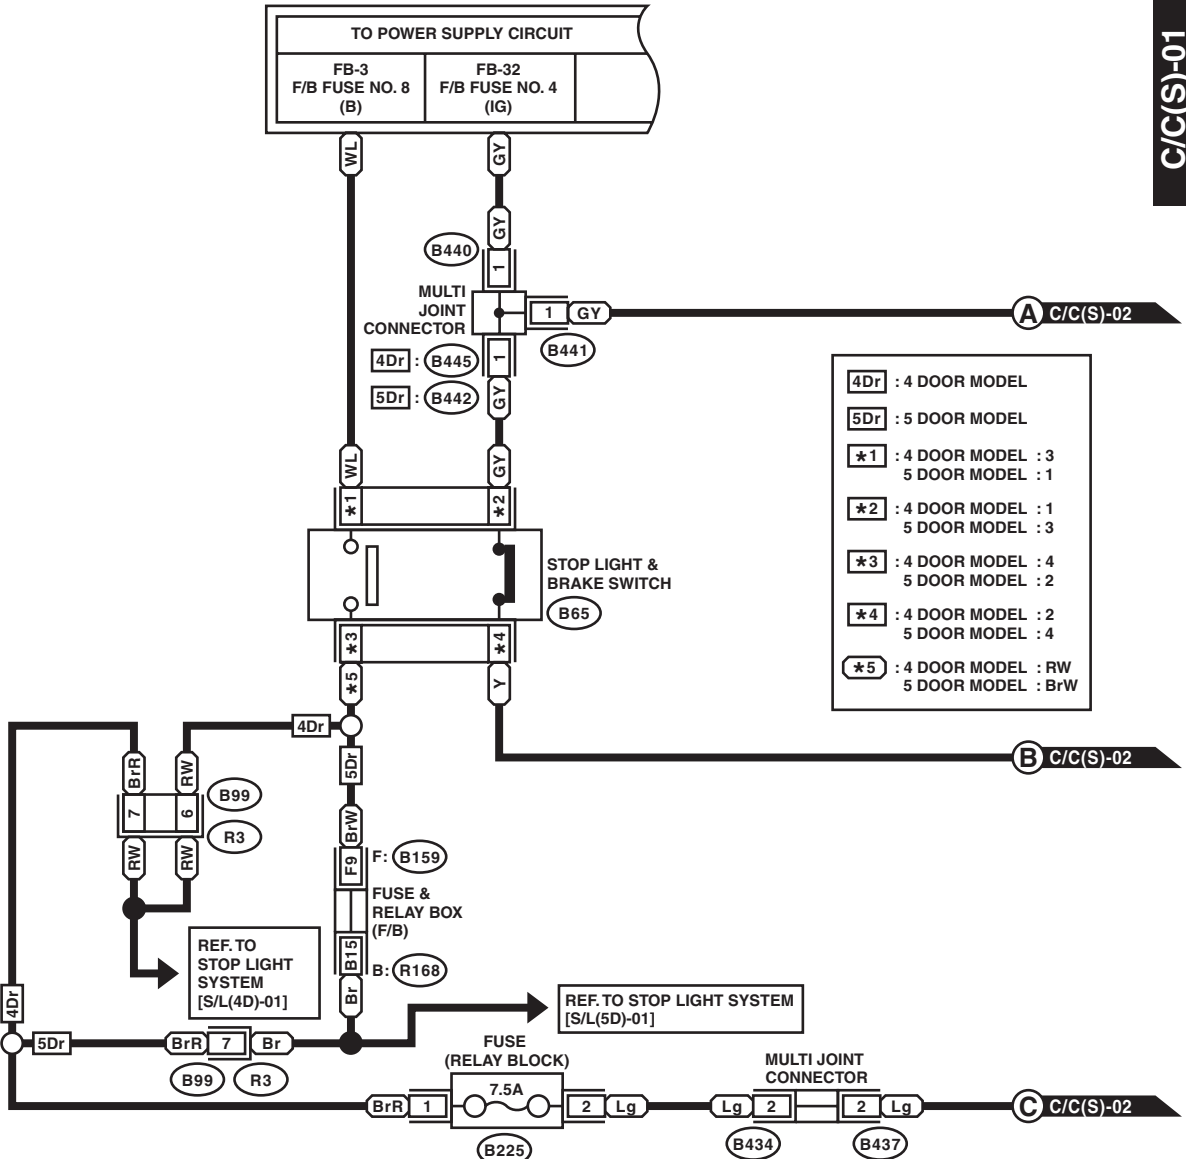 C/C(S)-01
TO POWER SUPPLY CIRCUIT
FB-3
F/B FUSE NO. 8
(B)
FB-32
F/B FUSE NO. 4
(IG)
WL
GY
GY
B440
1
MULTI
JOINT
CONNECTOR
1
GY
B441
A
C/C(S)-02
4Dr : B445
1
5Dr : B442
GY
WL
GY
*1
*2
STOP LIGHT &
BRAKE SWITCH
B65
*3
*4
*5
Y
4Dr : 4 DOOR MODEL
5Dr : 5 DOOR MODEL
*1 : 4 DOOR MODEL : 3
5 DOOR MODEL : 1
*2 : 4 DOOR MODEL : 1
5 DOOR MODEL : 3
*3 : 4 DOOR MODEL : 4
5 DOOR MODEL : 2
*4 : 4 DOOR MODEL : 2
5 DOOR MODEL : 4
*5 : 4 DOOR MODEL : RW
5 DOOR MODEL : BrW
4Dr
5Dr
B
C/C(S)-02
BrR
RW
B99
7
6
R3
RW
RW
BrW
F9
F: B159
FUSE &
RELAY BOX
(F/B)
B15
B: R168
Br
REF. TO
STOP LIGHT
SYSTEM
[S/L(4D)-01]
4Dr
REF. TO STOP LIGHT SYSTEM
[S/L(5D)-01]
5Dr
BrR
7
Br
B99
R3
FUSE
(RELAY BLOCK)
7.5A
BrR
1
2
Lg
B225
MULTI JOINT
CONNECTOR
Lg
2
2
Lg
B434
B437
C
C/C(S)-02